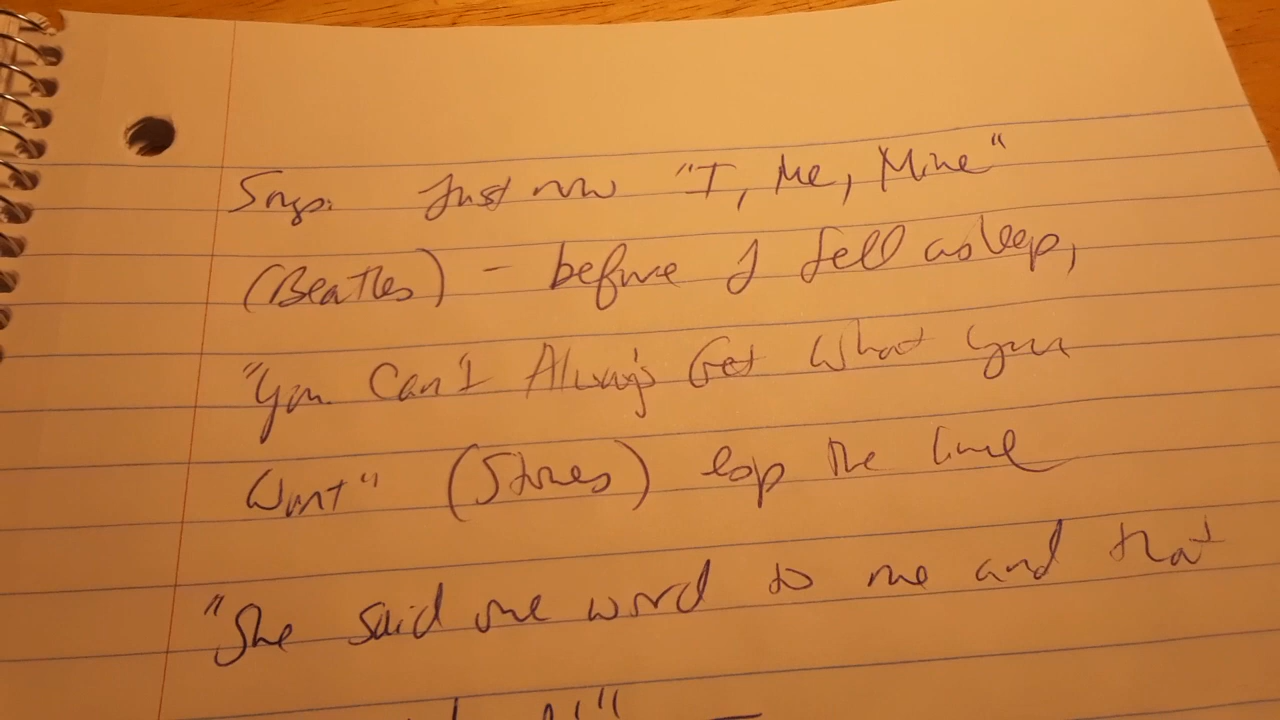 Songs. Just now "I, Me, Mine"
(Beatles) - before I fell asleep,
"You Can't Always Get What You
Want" (Stones) esp the line
"She said one word to me and that